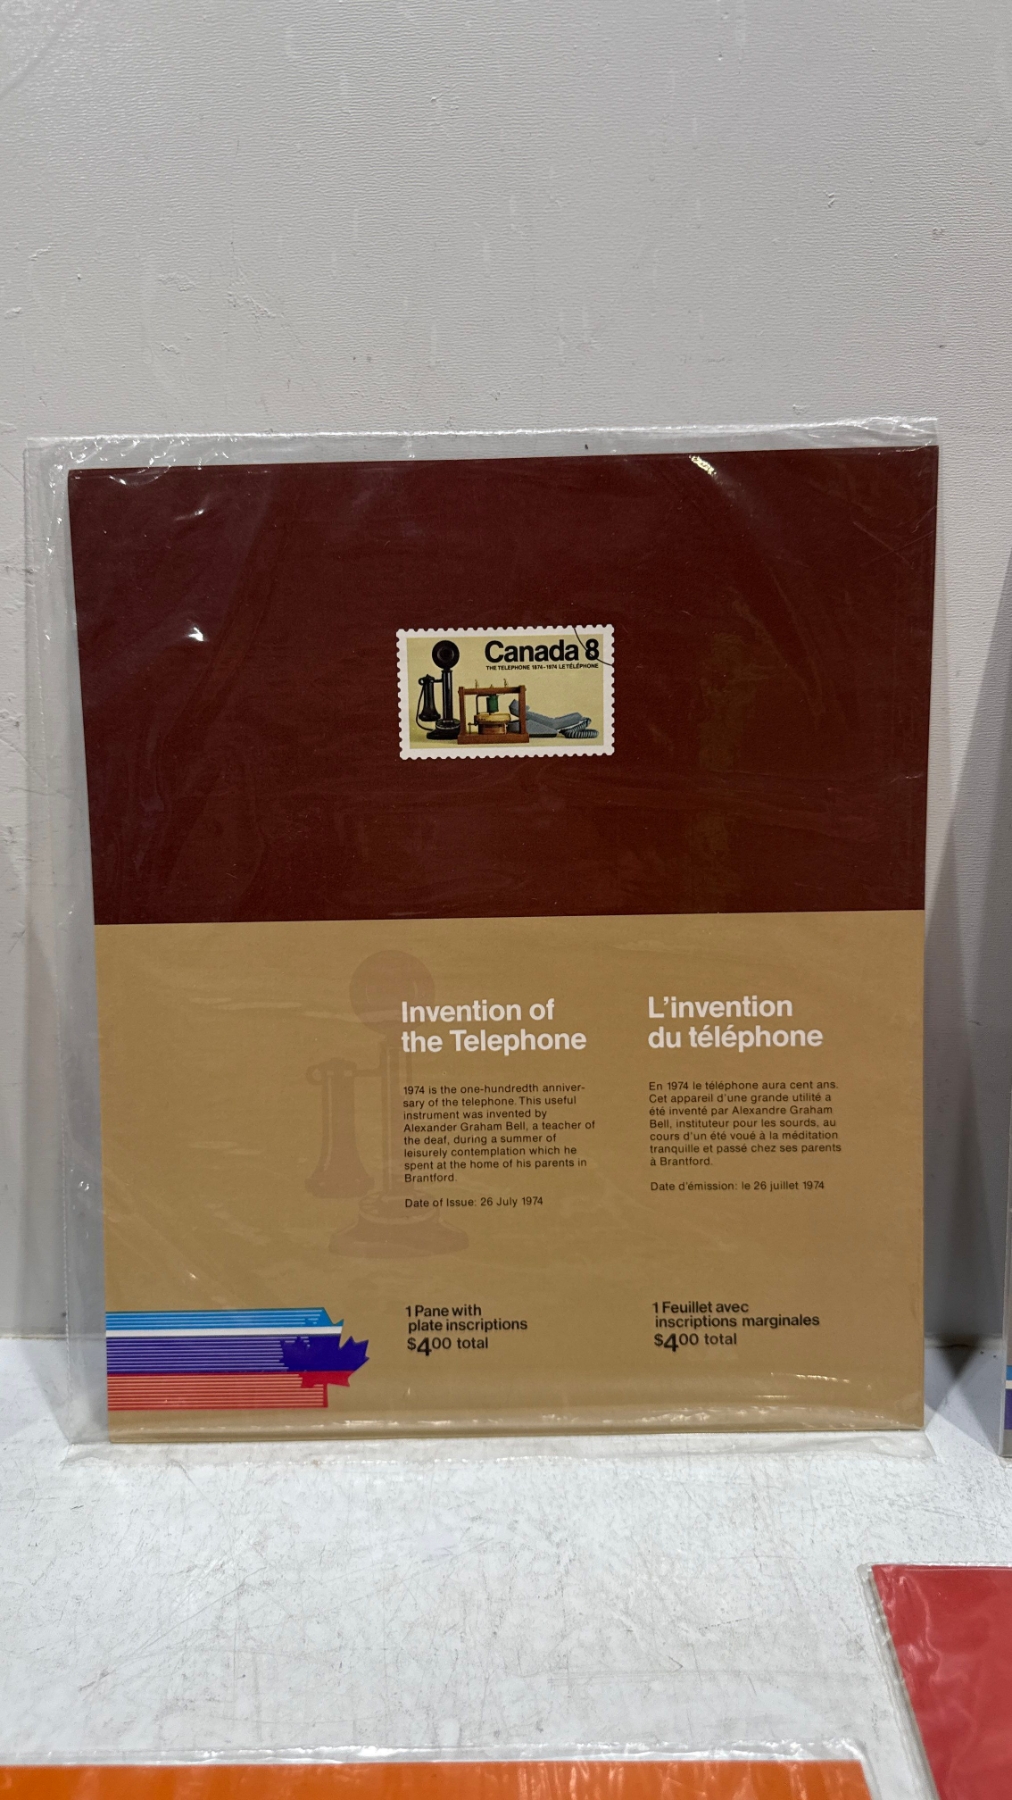 Canada 8
THE TELEPHONE 1874-1974 LE TÉLÉPHONE
Invention of
the Telephone
1974 is the one-hundredth anniver-
sary of the telephone. This useful
instrument was invented by
Alexander Graham Bell, a teacher of
the deaf, during a summer of
leisurely contemplation which he
spent at the home of his parents in
Brantford.
Date of Issue: 26 July 1974
1 Pane with
plate inscriptions
$400 total
L'invention
du téléphone
En 1974 le téléphone aura cent ans.
Cet appareil d'une grande utilité a
été inventé par Alexandre Graham
Bell, instituteur pour les sourds, au
cours d'un été voué à la méditation
tranquille et passé chez ses parents
à Brantford.
Date d'émission: le 26 juillet 1974
1 Feuillet avec
inscriptions marginales
$400 total